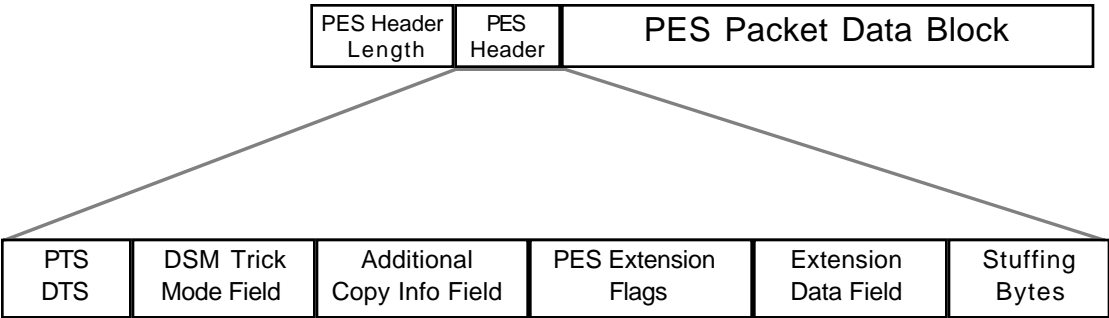 PES Header
Length
PES
Header
PES Packet Data Block
PTS
DTS
DSM Trick
Mode Field
Additional
Copy Info Field
PES Extension
Flags
Extension
Data Field
Stuffing
Bytes